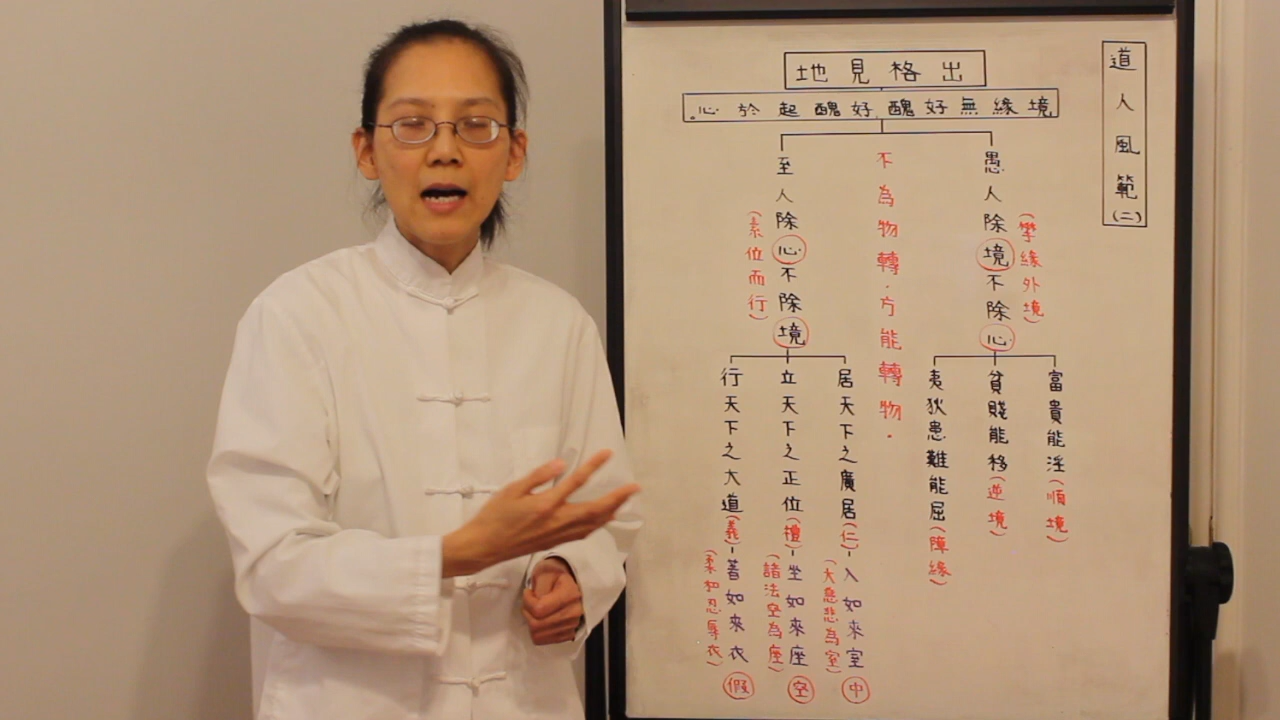 道人風範(二)
出格見地
境緣無好醜,好醜起於心。
(攀緣外境)
愚人除境不除心
富貴能淫(順境)
貧賤能移(逆境)
夷狄患難能屈(障緣)
不為物轉.方能轉物.
至人除心不除境
(素位而行)
居天下之廣居(仁)-入如來室 中
(大慈悲為室)
立天下之正位(禮)-坐如來座 空
(諸法空為座)
行天下之大道(義)-著如來衣 假
(柔和忍辱衣)